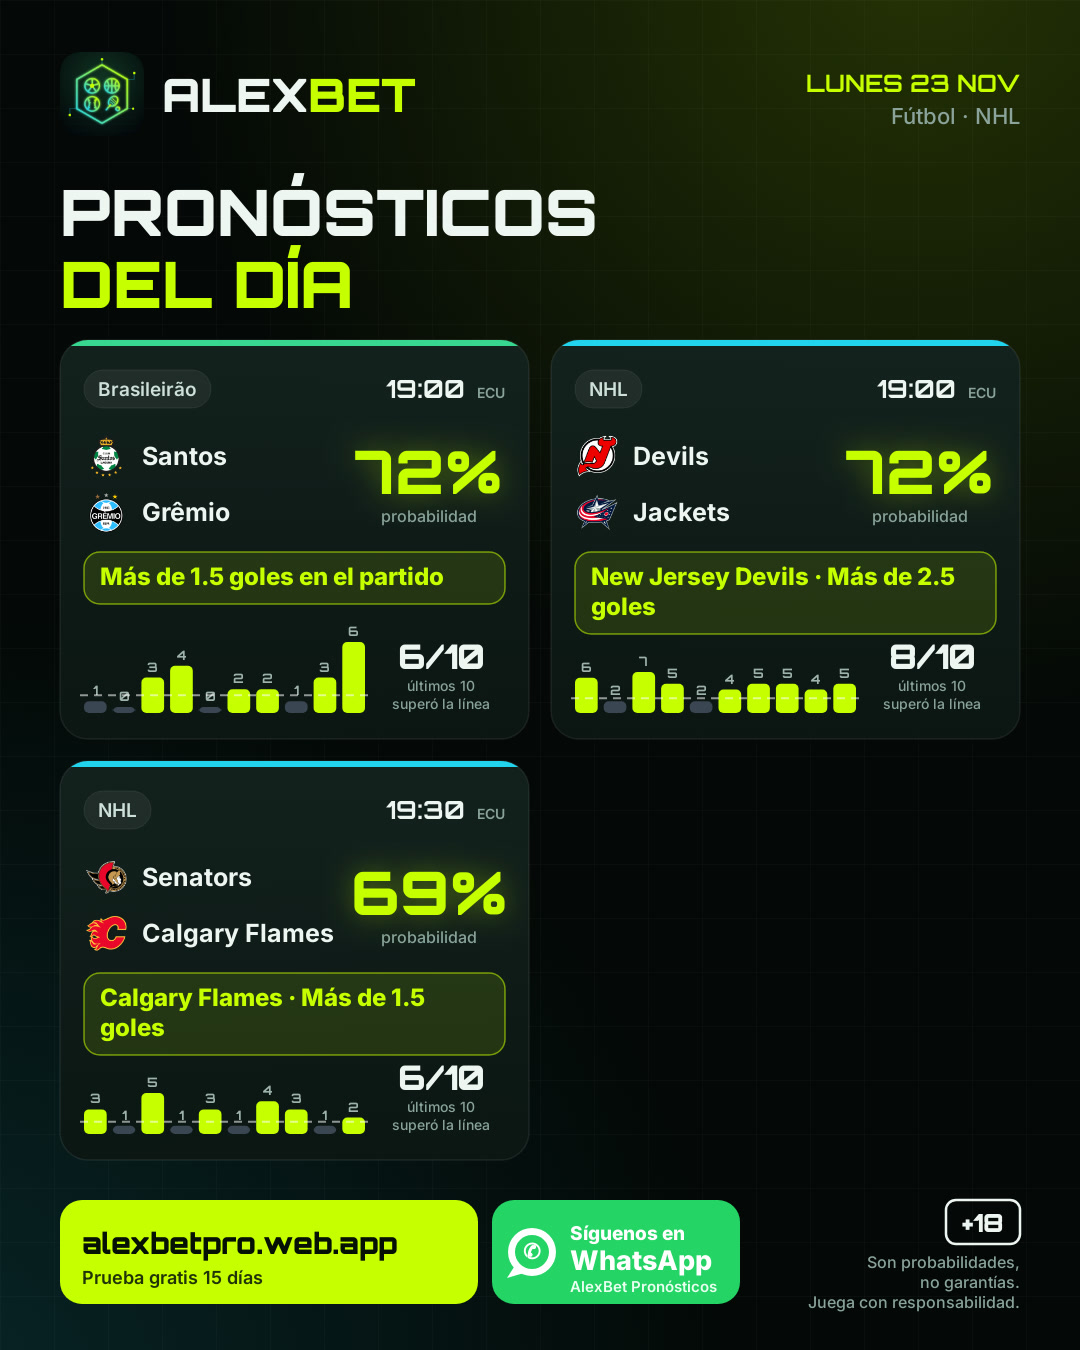 ALEXBET
LUNES 23 NOV
Fútbol · NHL
PRONÓSTICOS
DEL DÍA
Brasileirão
19:00 ECU
Santos
Grêmio
72%
probabilidad
Más de 1.5 goles en el partido
1 0 3 4 0 2 2 1 3 6
6/10
últimos 10
superó la línea
NHL
19:00 ECU
Devils
Jackets
72%
probabilidad
New Jersey Devils · Más de 2.5
goles
6 2 7 5 2 4 5 5 4 5
8/10
últimos 10
superó la línea
NHL
19:30 ECU
Senators
Calgary Flames
69%
probabilidad
Calgary Flames · Más de 1.5
goles
3 1 5 1 3 1 4 3 1 2
6/10
últimos 10
superó la línea
alexbetpro.web.app
Prueba gratis 15 días
Síguenos en
WhatsApp
AlexBet Pronósticos
+18
Son probabilidades,
no garantías.
Juega con responsabilidad.